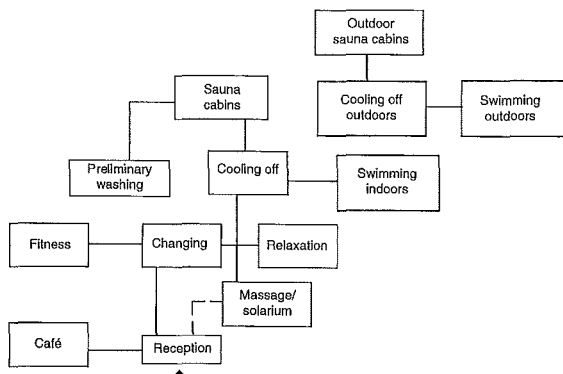 Outdoor
sauna cabins
Sauna
cabins
Cooling off
outdoors
Swimming
outdoors
Preliminary
washing
Cooling off
Swimming
indoors
Fitness
Changing
Relaxation
Massage/
solarium
Café
Reception